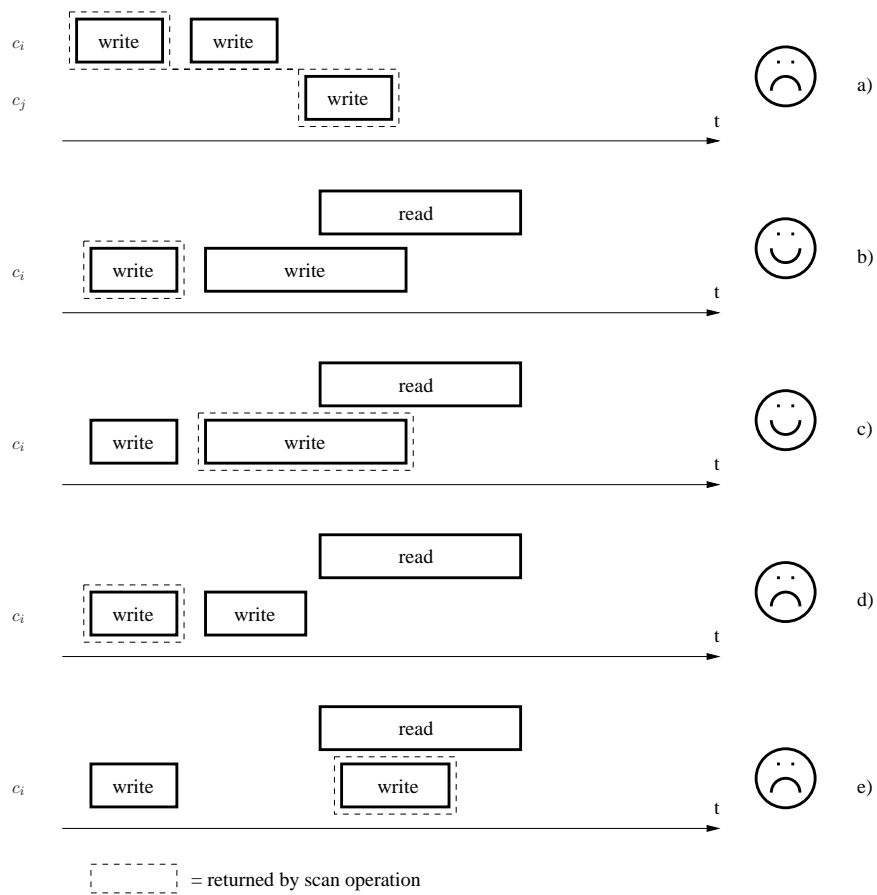 c_i write write
c_j write a)
t
read
c_i write write b)
t
read
c_i write write c)
t
read
c_i write write d)
t
read
c_i write write e)
t
= returned by scan operation